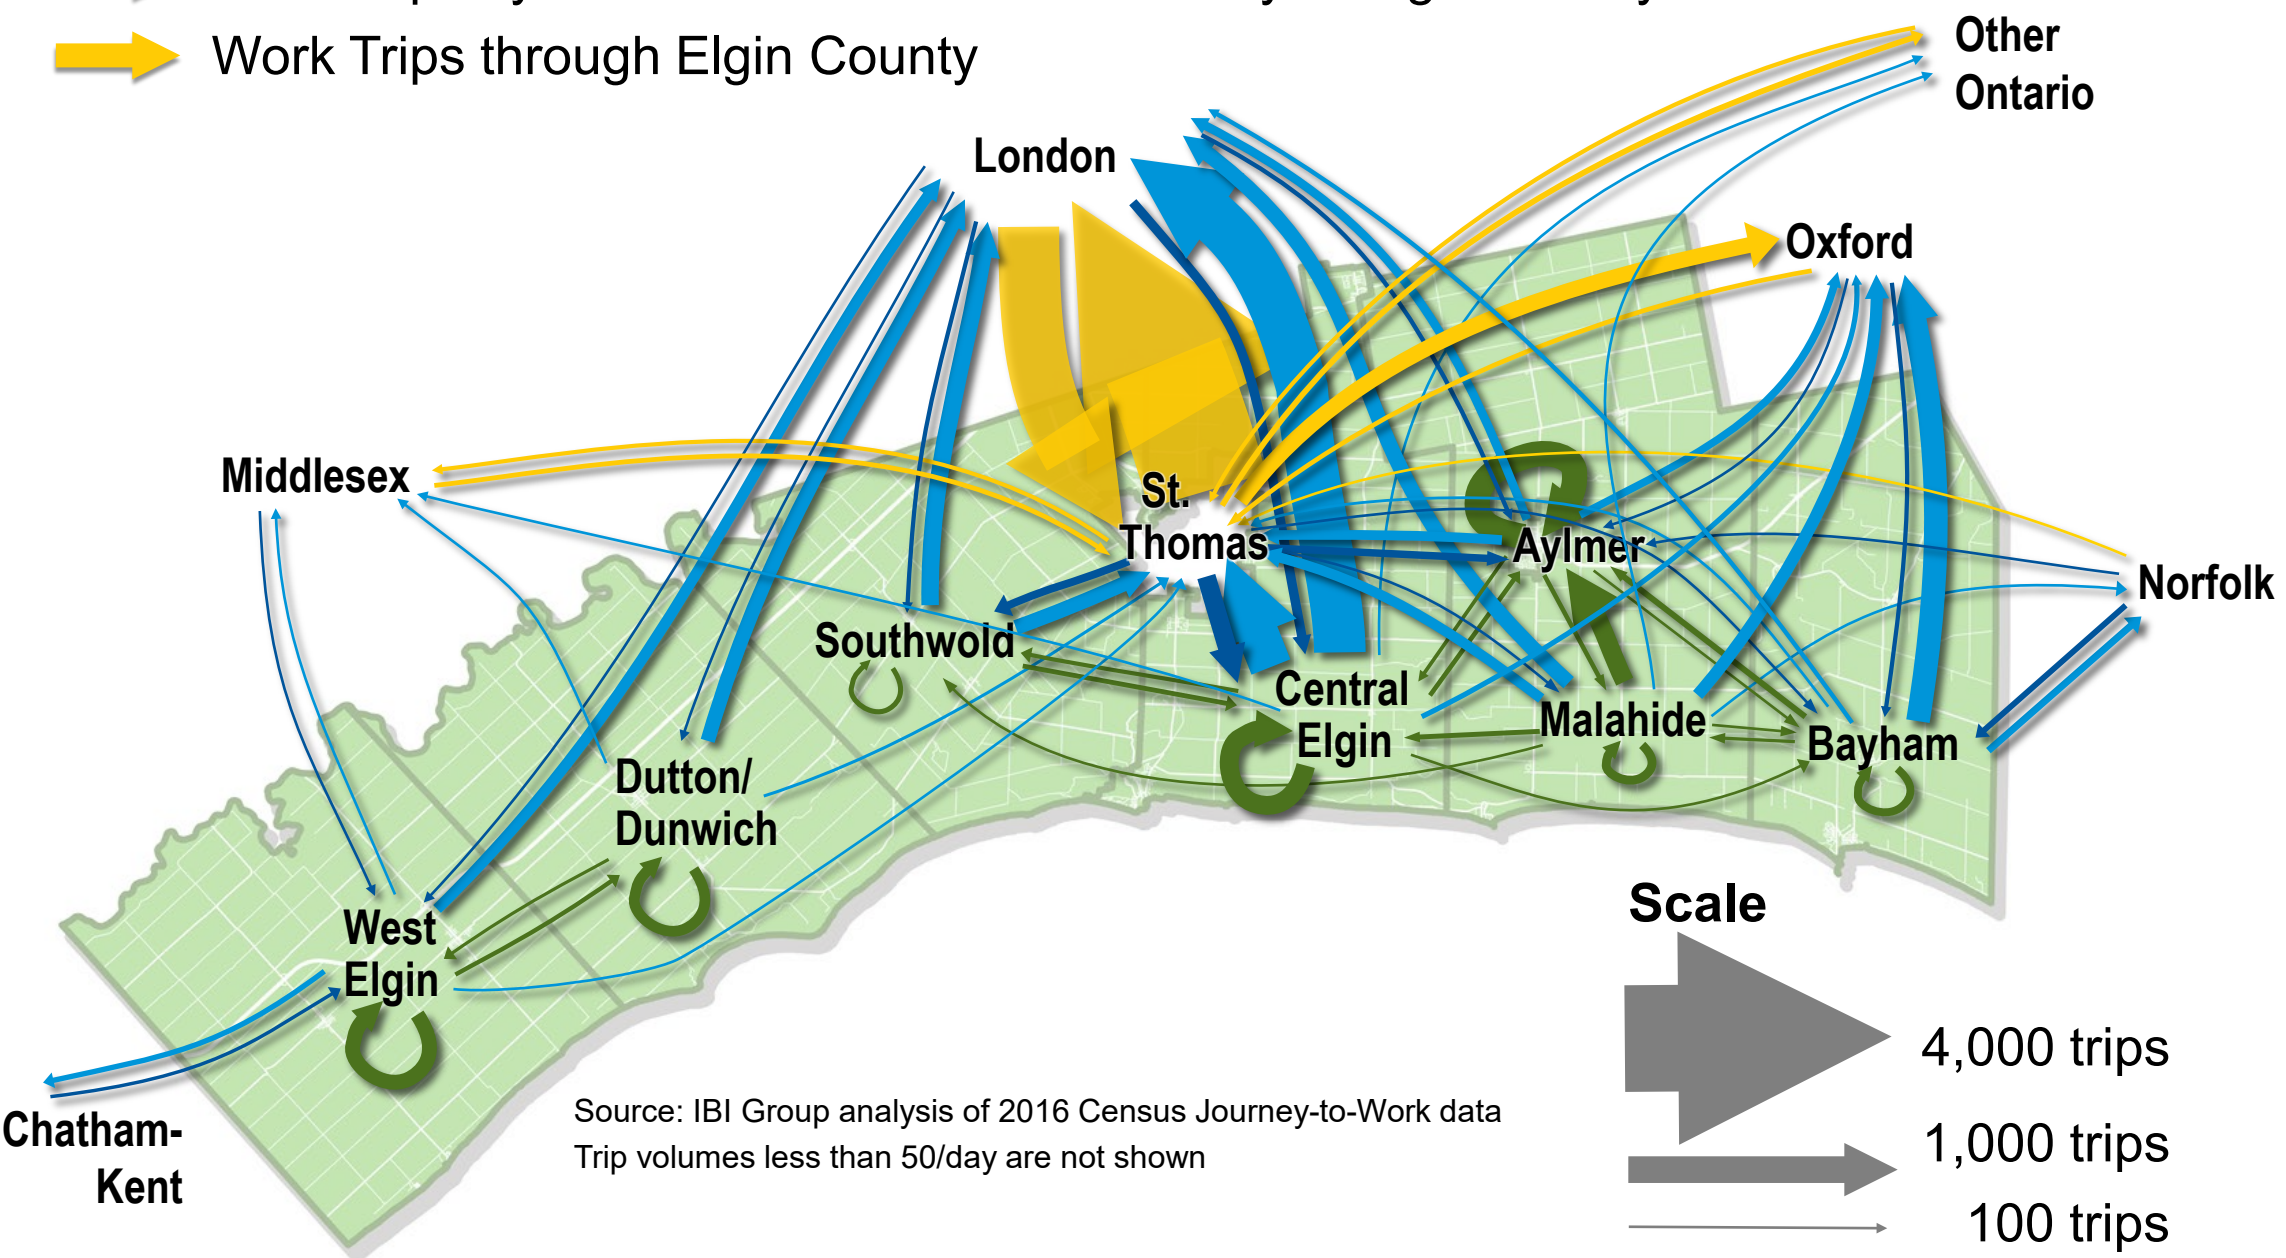 Work Trips through Elgin County
Other
Ontario
London
Oxford
Middlesex
St.
Thomas
Aylmer
Norfolk
Southwold
Central
Elgin
Malahide
Bayham
Dutton/
Dunwich
West
Elgin
Chatham-
Kent
Scale
4,000 trips
1,000 trips
100 trips
Source: IBI Group analysis of 2016 Census Journey-to-Work data
Trip volumes less than 50/day are not shown